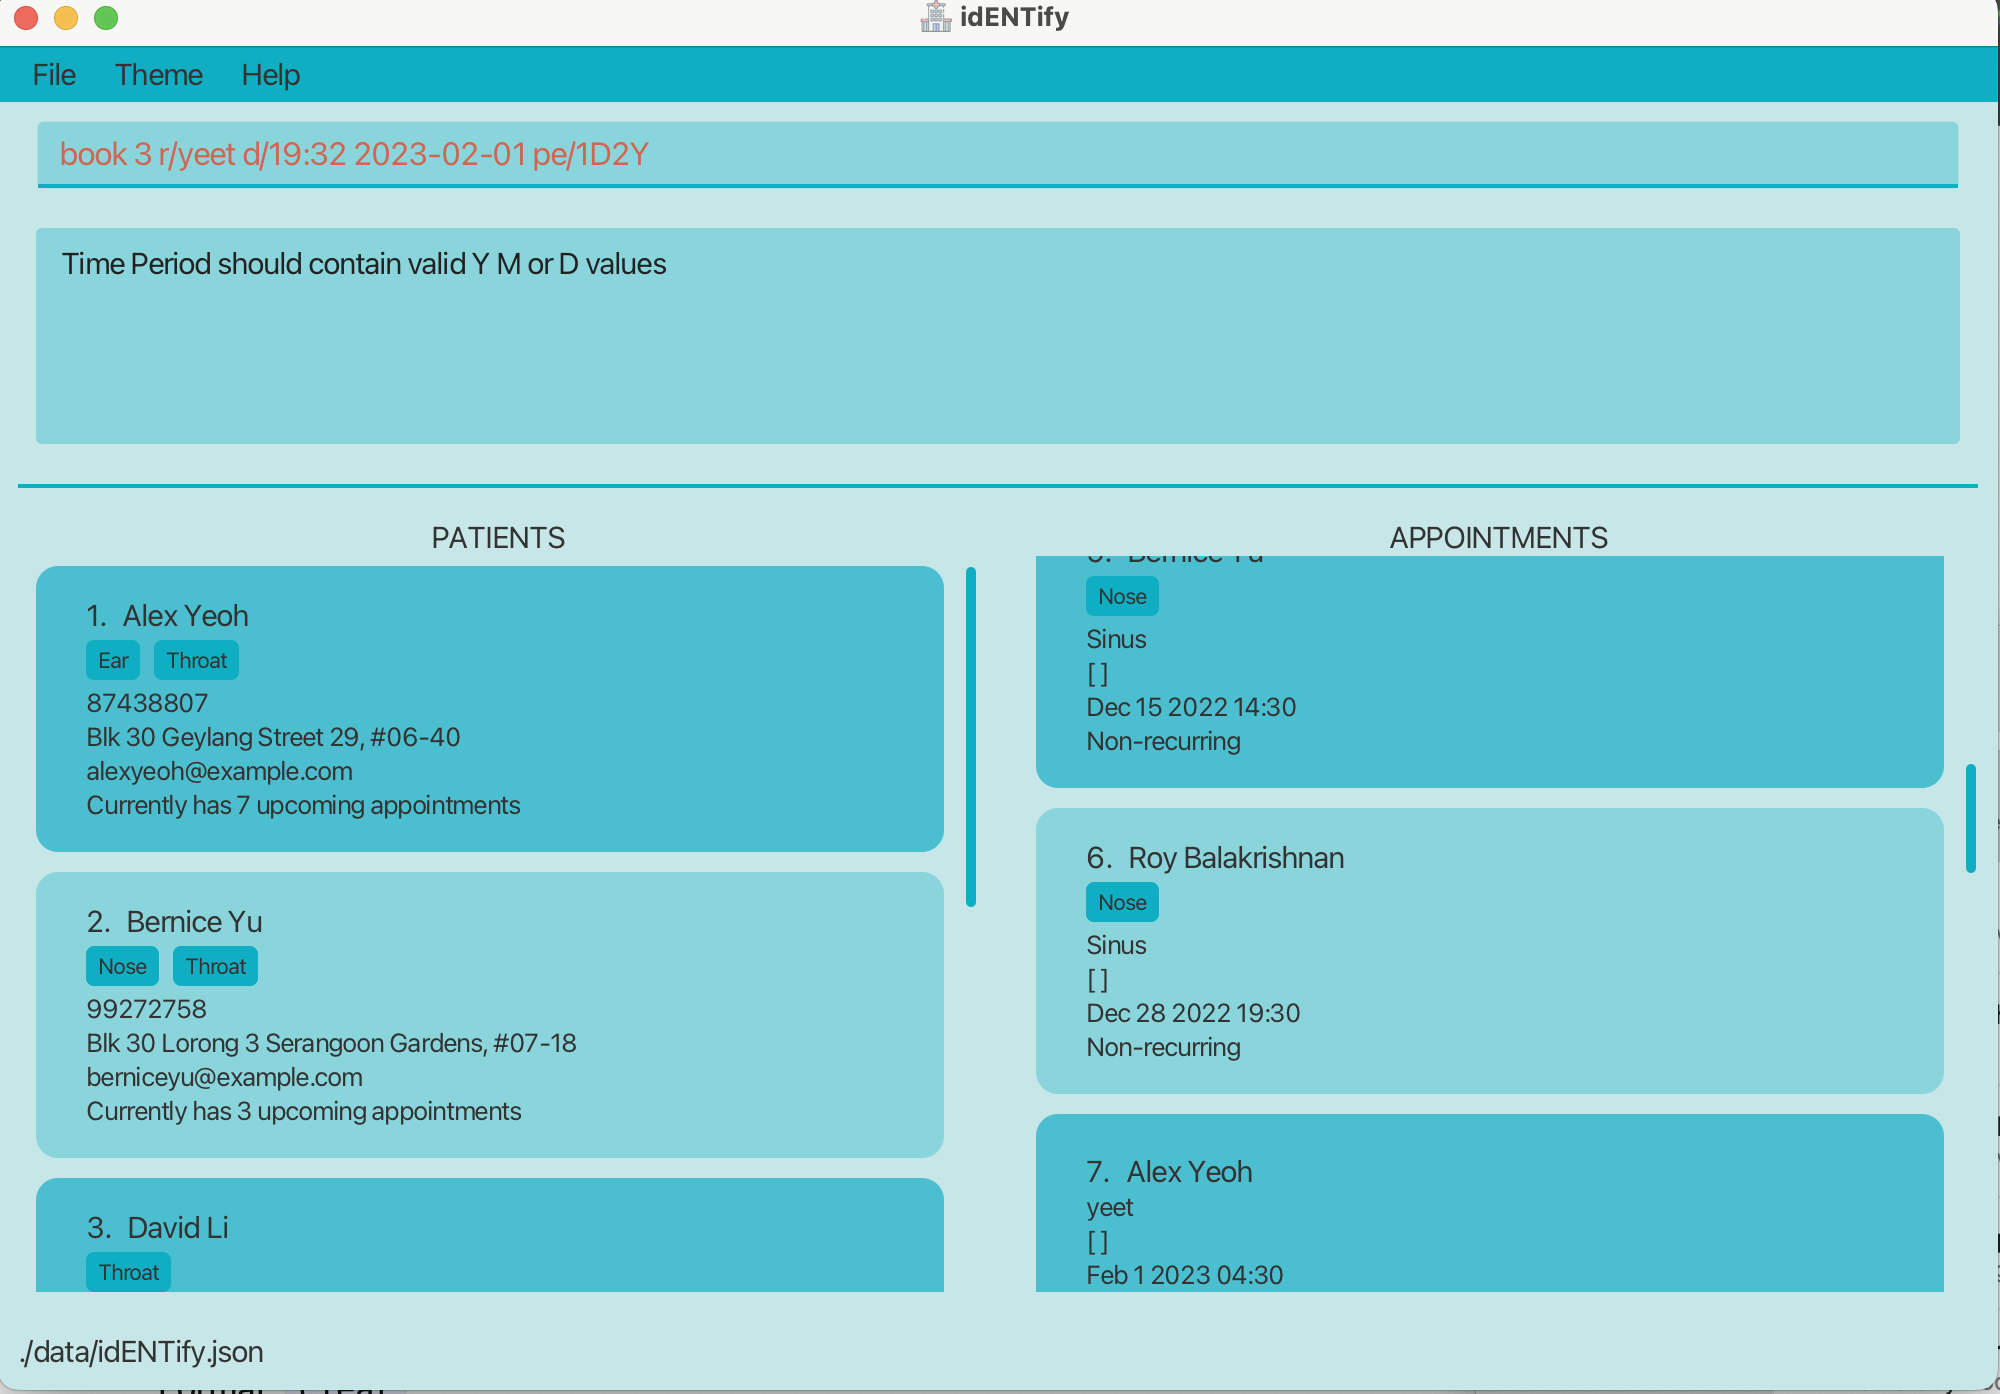 idENTify
File Theme Help
book 3 r/yeet d/19:32 2023-02-01 pe/1D2Y
Time Period should contain valid Y M or D values
PATIENTS
1. Alex Yeoh
Ear Throat
87438807
Blk 30 Geylang Street 29, #06-40
alexyeoh@example.com
Currently has 7 upcoming appointments
2. Bernice Yu
Nose Throat
99272758
Blk 30 Lorong 3 Serangoon Gardens, #07-18
berniceyu@example.com
Currently has 3 upcoming appointments
3. David Li
Throat
APPOINTMENTS
Bernice Yu
Nose
Sinus
[ ]
Dec 15 2022 14:30
Non-recurring
6. Roy Balakrishnan
Nose
Sinus
[ ]
Dec 28 2022 19:30
Non-recurring
7. Alex Yeoh
yeet
[ ]
Feb 1 2023 04:30
./data/idENTify.json